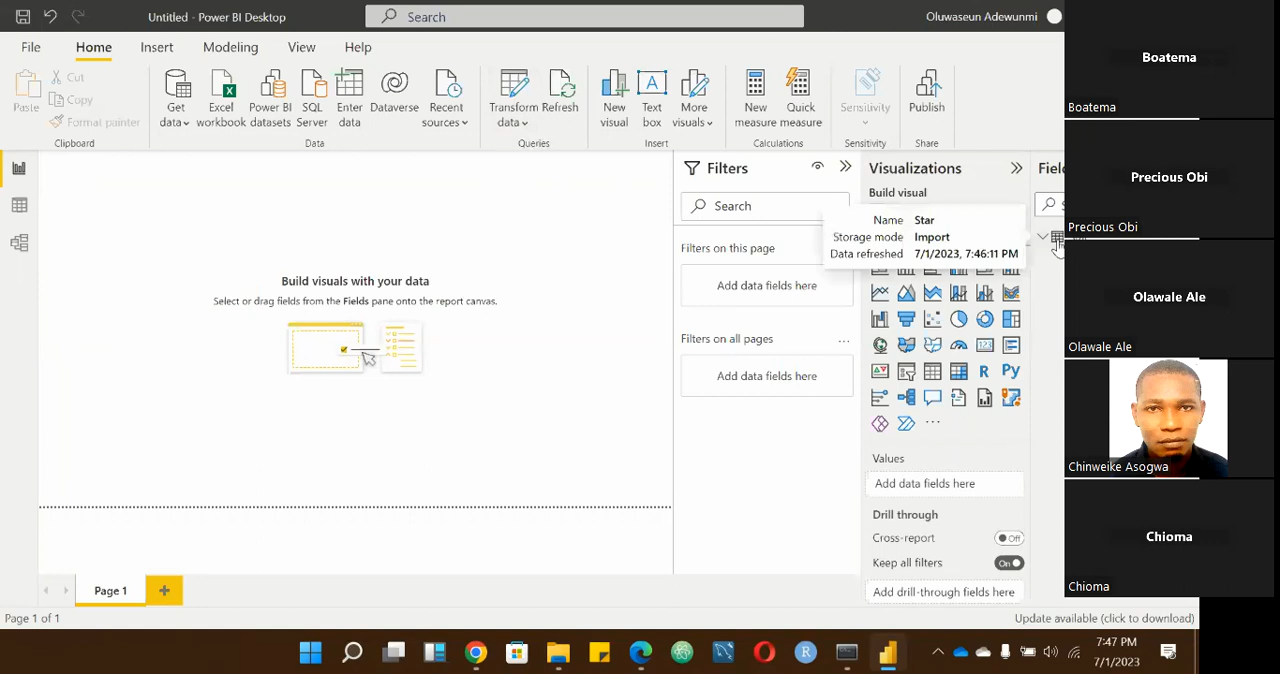 Untitled - Power BI Desktop
Search
Oluwaseun Adewunmi
File
Home
Insert
Modeling
View
Help
Paste
Cut
Copy
Format painter
Clipboard
Get data
Excel workbook
Power BI datasets
SQL Server
Enter data
Dataverse
Recent sources
Data
Transform data
Refresh
Queries
New visual
Text box
More visuals
Insert
New measure
Quick measure
Calculations
Sensitivity
Sensitivity
Publish
Share
Build visuals with your data
Select or drag fields from the Fields pane onto the report canvas.
Filters
Search
Filters on this page
Add data fields here
Filters on all pages
...
Add data fields here
Visualizations
Build visual
Name Star
Storage mode Import
Data refreshed 7/1/2023, 7:46:11 PM
123
R
Py
...
Values
Add data fields here
Drill through
Cross-report
Off
Keep all filters
On
Add drill-through fields here
Page 1
Page 1 of 1
Update available (click to download)
7:47 PM
7/1/2023
R
Boatema
Boatema
Precious Obi
Precious Obi
Olawale Ale
Olawale Ale
Chinweike Asogwa
Chioma
Chioma